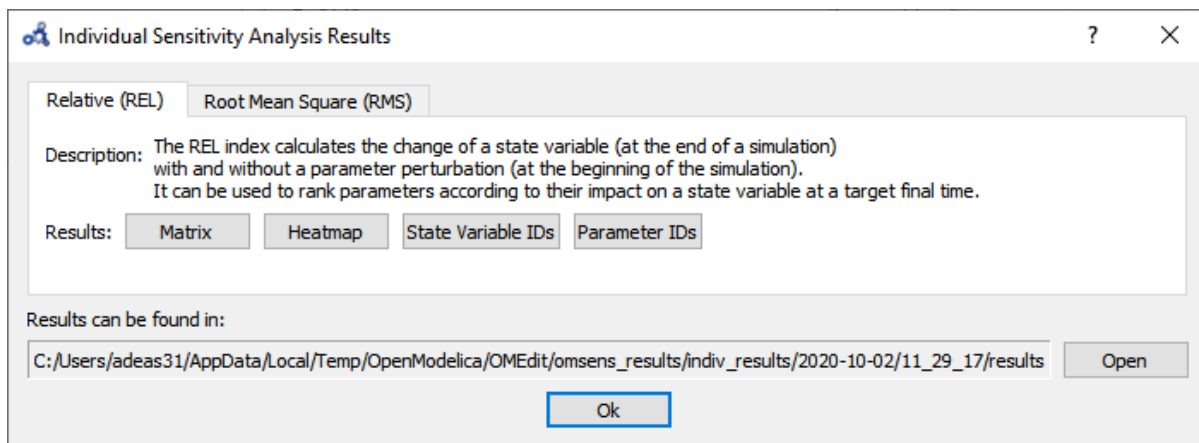 Individual Sensitivity Analysis Results ? ×
Relative (REL) Root Mean Square (RMS)
Description: The REL index calculates the change of a state variable (at the end of a simulation)
with and without a parameter perturbation (at the beginning of the simulation).
It can be used to rank parameters according to their impact on a state variable at a target final time.
Results: Matrix Heatmap State Variable IDs Parameter IDs
Results can be found in:
C:/Users/adeas31/AppData/Local/Temp/OpenModelica/OMEdit/omsens_results/indiv_results/2020-10-02/11_29_17/results Open
Ok